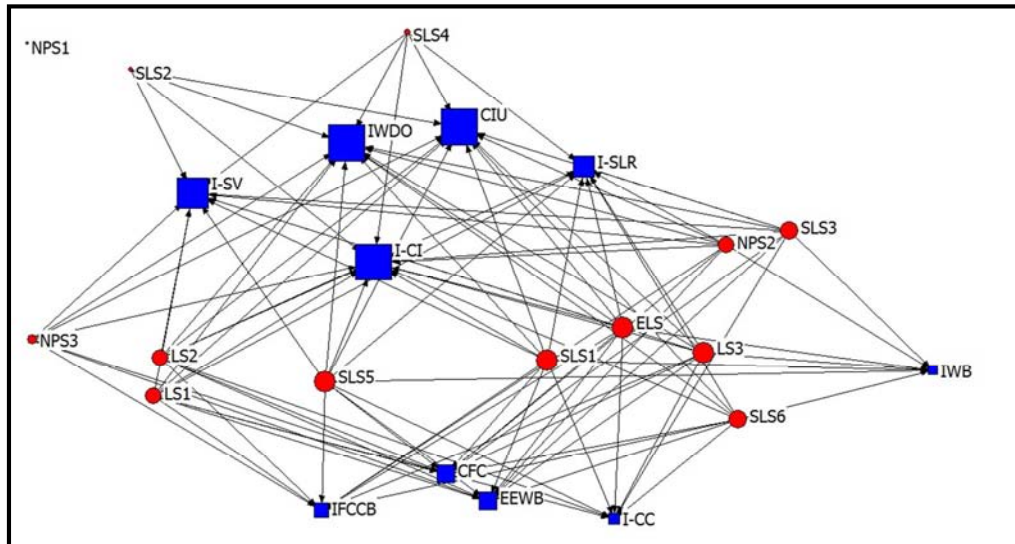 SLS4
NPS1
SLS2
CIU
IWDO
I-SLR
I-SV
SLS3
NPS2
I-CI
ELS
NPS3
LS2
SLS1
LS3
IWB
SLS5
LS1
SLS6
CFC
EEWB
IFCCB
I-CC